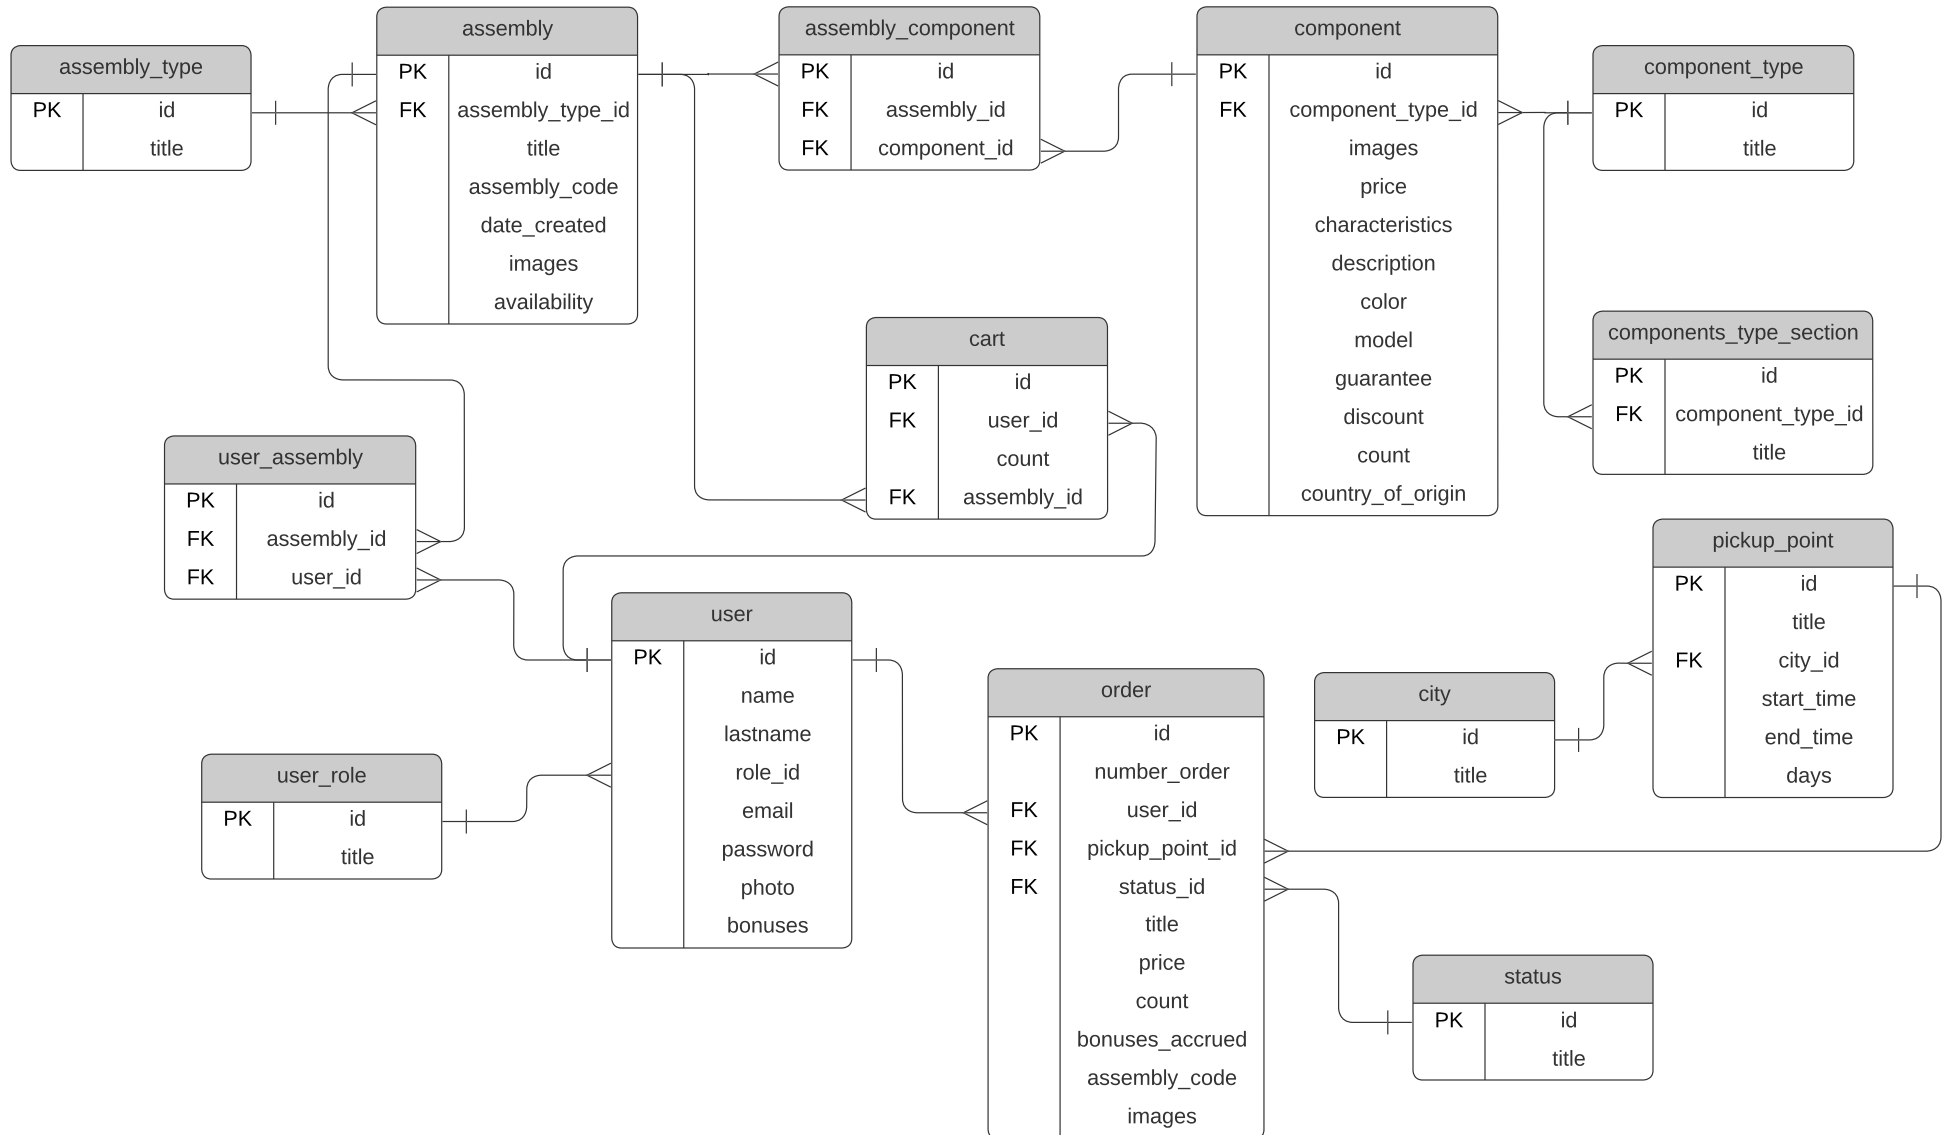 assembly_type
PK id
title
assembly
PK id
FK assembly_type_id
title
assembly_code
date_created
images
availability
assembly_component
PK id
FK assembly_id
FK component_id
component
PK id
FK component_type_id
images
price
characteristics
description
color
model
guarantee
discount
count
country_of_origin
component_type
PK id
title
components_type_section
PK id
FK component_type_id
title
cart
PK id
FK user_id
count
FK assembly_id
user_assembly
PK id
FK assembly_id
FK user_id
user
PK id
name
lastname
role_id
email
password
photo
bonuses
user_role
PK id
title
order
PK id
number_order
FK user_id
FK pickup_point_id
FK status_id
title
price
count
bonuses_accrued
assembly_code
images
city
PK id
title
pickup_point
PK id
title
FK city_id
start_time
end_time
days
status
PK id
title